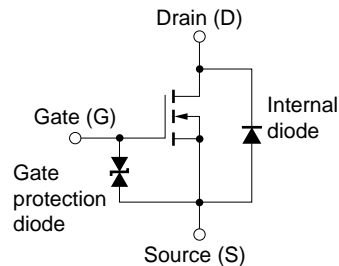 Drain (D)
Gate (G)
Internal
diode
Gate
protection
diode
Source (S)